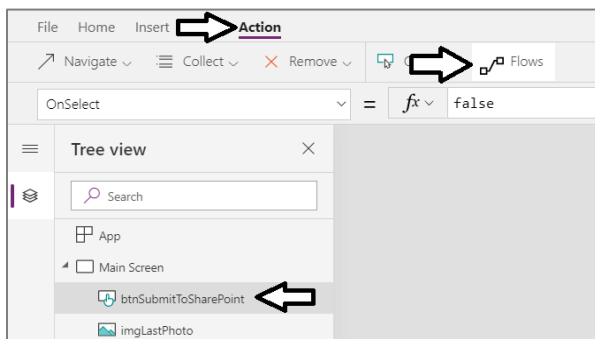 File Home Insert Action
Navigate Collect Remove Flows
OnSelect = fx false
Tree view
Search
App
Main Screen
btnSubmitToSharePoint
imgLastPhoto